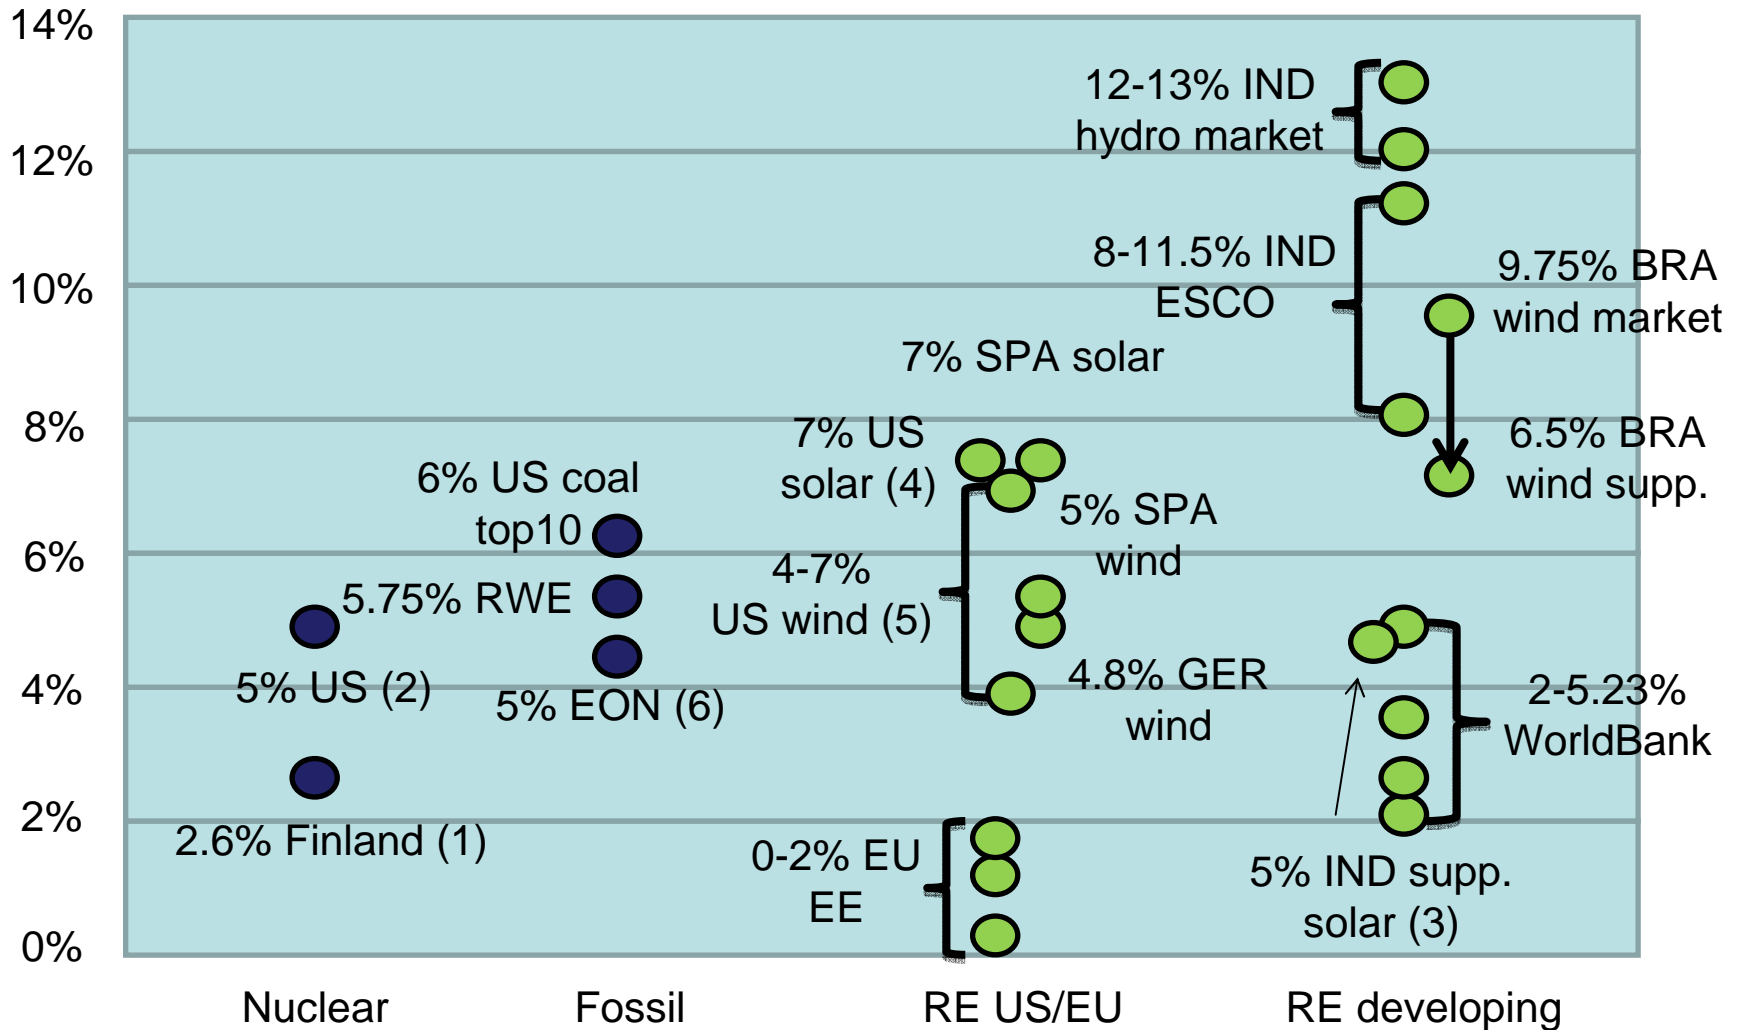 14%
12%
10%
8%
6%
4%
2%
0%
12-13% IND
hydro market
8-11.5% IND
ESCO
9.75% BRA
wind market
7% SPA solar
7% US
solar (4)
6.5% BRA
wind supp.
6% US coal
top10
5% SPA
wind
4-7%
US wind (5)
5.75% RWE
5% US (2)
5% EON (6)
4.8% GER
wind
2-5.23%
WorldBank
2.6% Finland (1)
0-2% EU
EE
5% IND supp.
solar (3)
Nuclear
Fossil
RE US/EU
RE developing